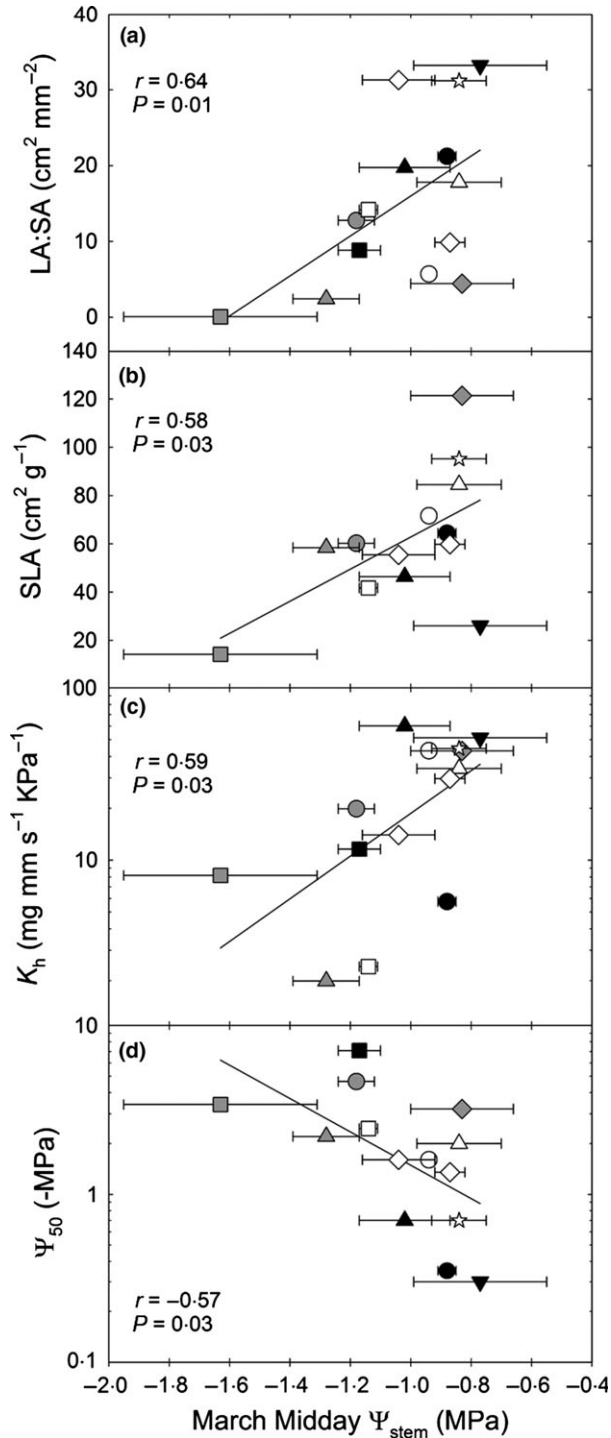 (a)
r = 0·64
P = 0·01
LA:SA (cm² mm⁻²)
40
30
20
10
0
(b)
r = 0·58
P = 0·03
SLA (cm² g⁻¹)
140
120
100
80
60
40
20
(c)
r = 0·59
P = 0·03
Kh (mg mm s⁻¹ KPa⁻¹)
100
10
(d)
Ψ50 (-MPa)
10
1
0·1
r = −0·57
P = 0·03
−2·0 −1·8 −1·6 −1·4 −1·2 −1·0 −0·8 −0·6 −0·4
March Midday Ψstem (MPa)